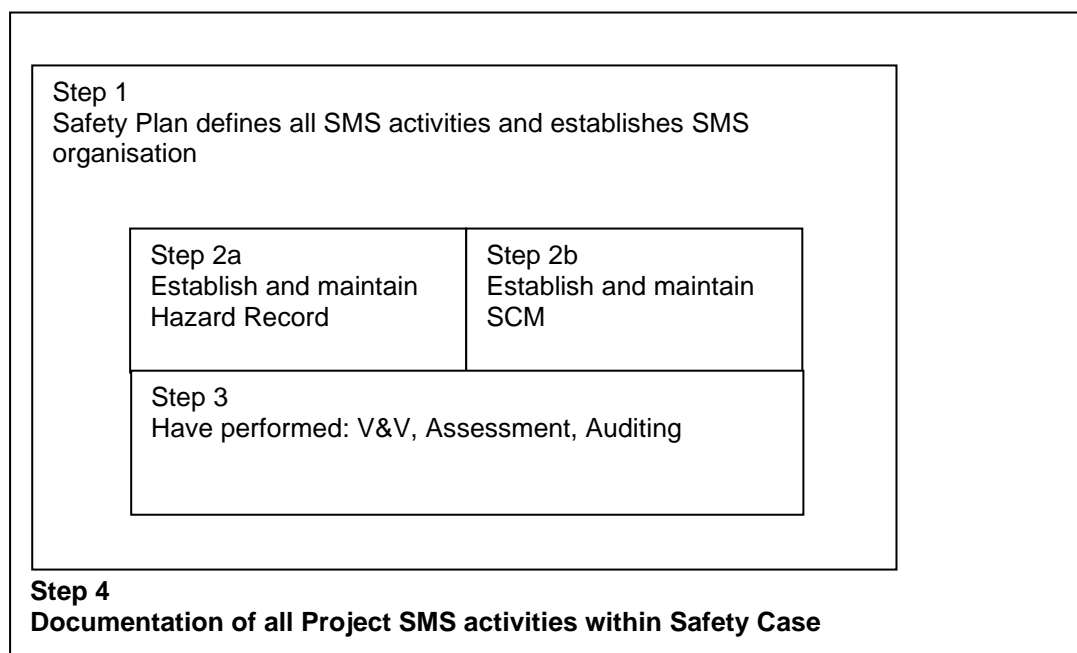 Step 1
Safety Plan defines all SMS activities and establishes SMS
organisation
Step 2a
Establish and maintain
Hazard Record
Step 2b
Establish and maintain
SCM
Step 3
Have performed: V&V, Assessment, Auditing
Step 4
Documentation of all Project SMS activities within Safety Case